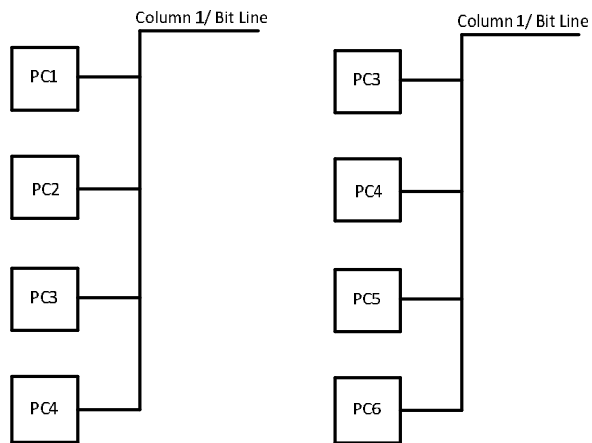 Column 1/ Bit Line
PC1
PC2
PC3
PC4
Column 1/ Bit Line
PC3
PC4
PC5
PC6